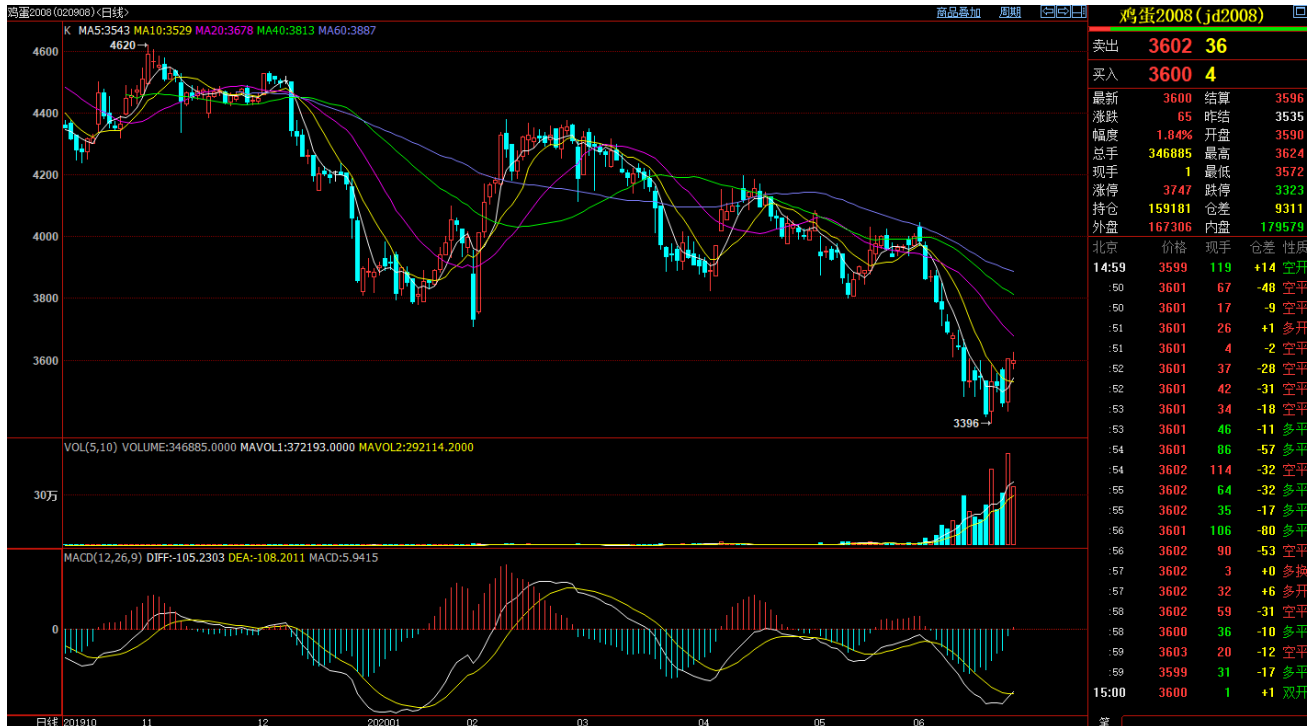 鸡蛋2008(020908)<日线> 商品叠加 周期
K MA5:3543 MA10:3529 MA20:3678 MA40:3813 MA60:3887
4620→
4600
4400
4200
4000
3800
3600
3396→
VOL(5,10) VOLUME:346885.0000 MAVOL1:372193.0000 MAVOL2:292114.2000
30万
MACD(12,26,9) DIFF:-105.2303 DEA:-108.2011 MACD:5.9415
0
日线 201910 11 12 202001 02 03 04 05 06
鸡蛋2008(jd2008)
卖出 3602 36
买入 3600 4
最新 3600 结算 3596
涨跌 65 昨结 3535
幅度 1.84% 开盘 3590
总手 346885 最高 3624
现手 1 最低 3572
涨停 3747 跌停 3323
持仓 159181 仓差 9311
外盘 167306 内盘 179579
北京 价格 现手 仓差 性质
14:59 3599 119 +14 空开
:50 3601 67 -48 空平
:50 3601 17 -9 空平
:51 3601 26 +1 多开
:51 3601 4 -2 空平
:52 3601 37 -28 空平
:52 3601 42 -31 空平
:53 3601 34 -18 空平
:53 3601 46 -11 多平
:54 3601 86 -57 多平
:54 3602 114 -32 空平
:55 3602 64 -32 多平
:55 3602 35 -17 多平
:56 3601 106 -80 多平
:56 3602 90 -53 空平
:57 3602 3 +0 多换
:57 3602 32 +6 多开
:58 3602 59 -31 空平
:58 3600 36 -10 多平
:59 3603 20 -12 空平
:59 3599 31 -17 多平
15:00 3600 1 +1 双开
笔